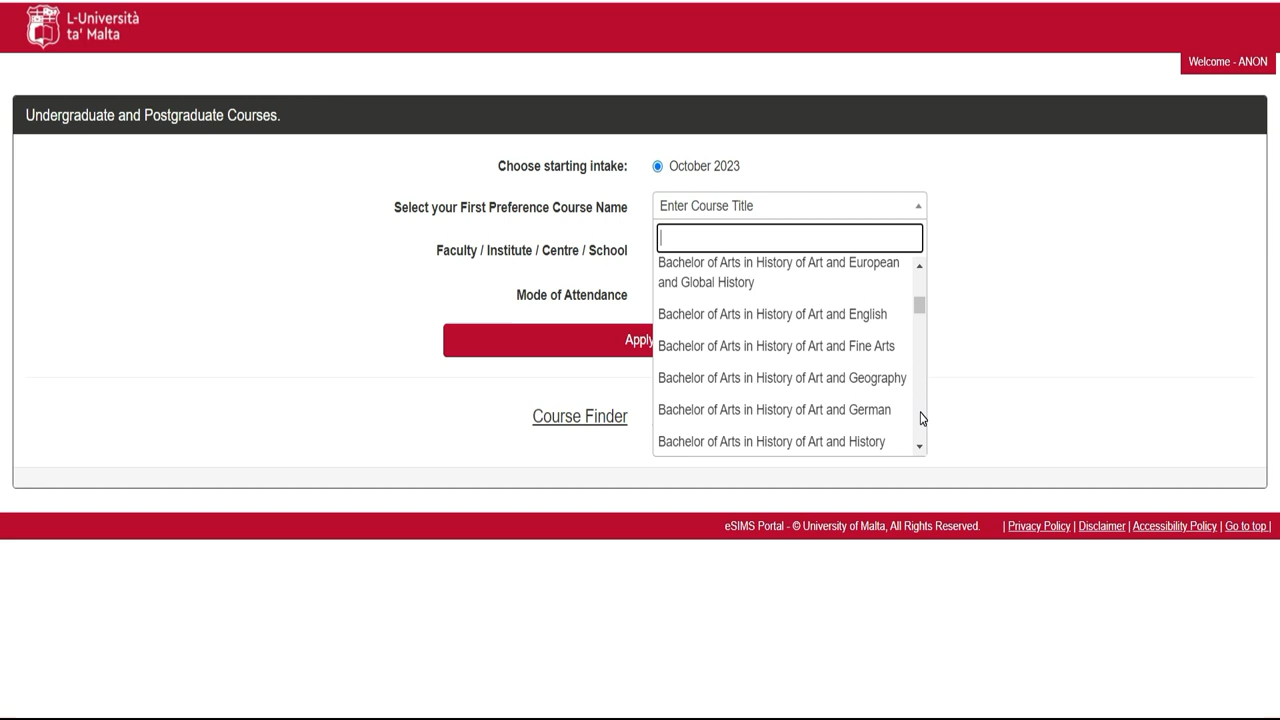 L-Università
ta' Malta
Welcome - ANON
Undergraduate and Postgraduate Courses.
Choose starting intake:
October 2023
Select your First Preference Course Name
Enter Course Title
Faculty / Institute / Centre / School
Bachelor of Arts in History of Art and European
and Global History
Mode of Attendance
Bachelor of Arts in History of Art and English
Apply
Bachelor of Arts in History of Art and Fine Arts
Bachelor of Arts in History of Art and Geography
Course Finder
Bachelor of Arts in History of Art and German
Bachelor of Arts in History of Art and History
eSIMS Portal - © University of Malta, All Rights Reserved. | Privacy Policy | Disclaimer | Accessibility Policy | Go to top |